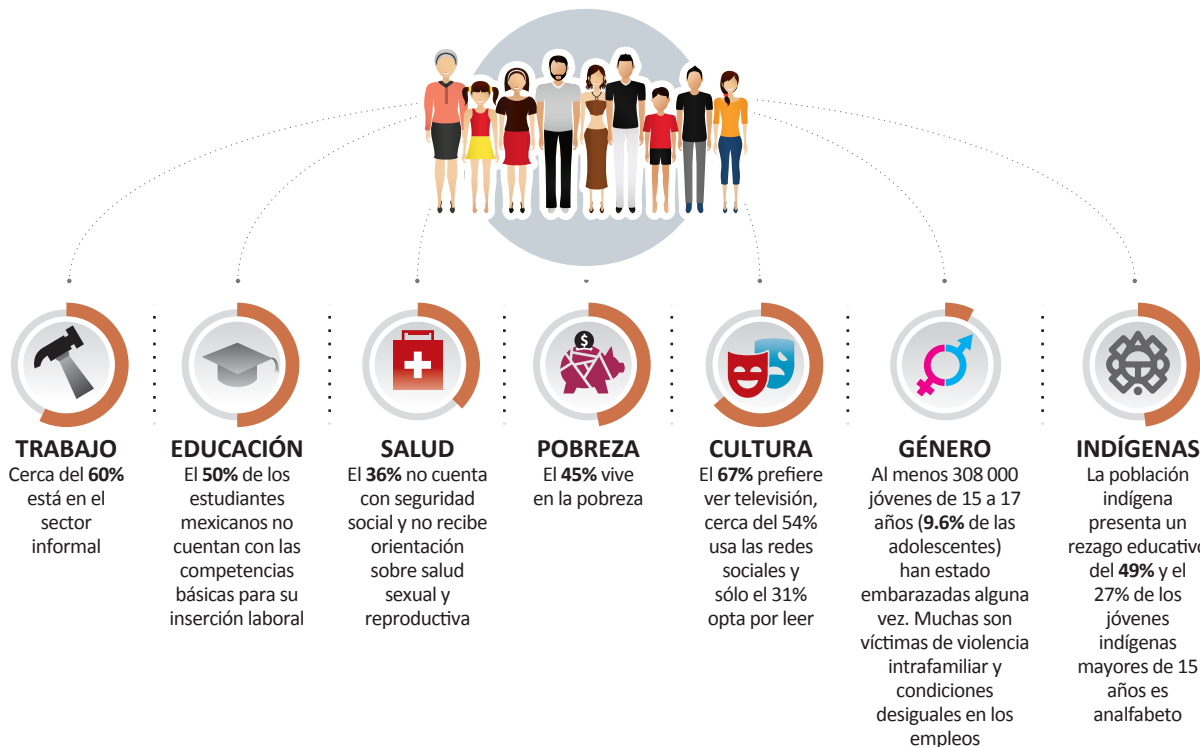 $
TRABAJO
Cerca del 60%
está en el
sector
informal
EDUCACIÓN
El 50% de los
estudiantes
mexicanos no
cuentan con las
competencias
básicas para su
inserción laboral
SALUD
El 36% no cuenta
con seguridad
social y no recibe
orientación
sobre salud
sexual y
reproductiva
POBREZA
El 45% vive
en la pobreza
CULTURA
El 67% prefiere
ver televisión,
cerca del 54%
usa las redes
sociales y
sólo el 31%
opta por leer
GÉNERO
Al menos 308 000
jóvenes de 15 a 17
años (9.6% de las
adolescentes)
han estado
embarazadas alguna
vez. Muchas son
víctimas de violencia
intrafamiliar y
condiciones
desiguales en los
empleos
INDÍGENAS
La población
indígena
presenta un
rezago educativo
del 49% y el
27% de los
jóvenes
indígenas
mayores de 15
años es
analfabeto